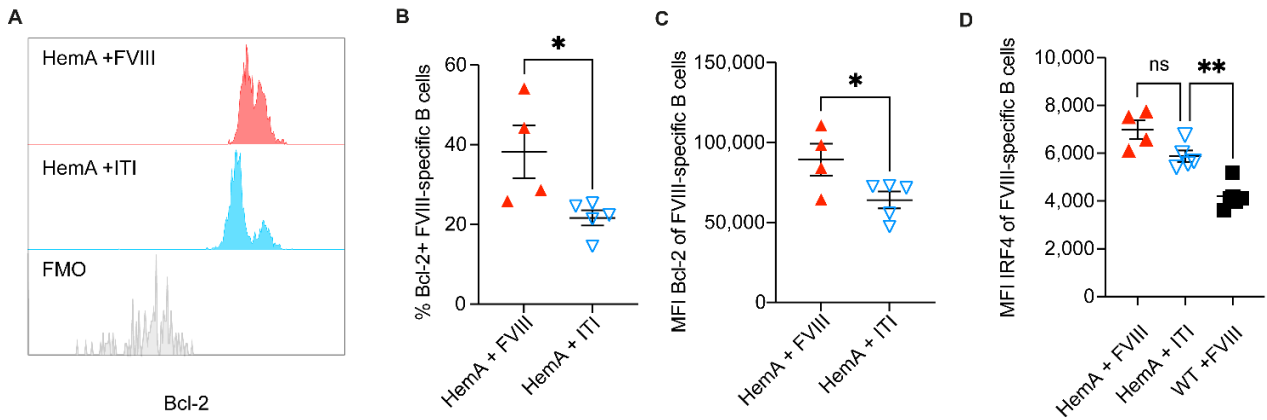 A
HemA +FVIII
HemA +ITI
FMO
Bcl-2
B
% Bcl-2+ FVIII-specific B cells
60
40
20
0
*
HemA + FVIII
HemA + ITI
C
MFI Bcl-2 of FVIII-specific B cells
150,000
100,000
50,000
0
*
HemA + FVIII
HemA + ITI
D
MFI IRF4 of FVIII-specific B cells
10,000
8,000
6,000
4,000
2,000
0
ns
**
HemA + FVIII
HemA + ITI
WT +FVIII